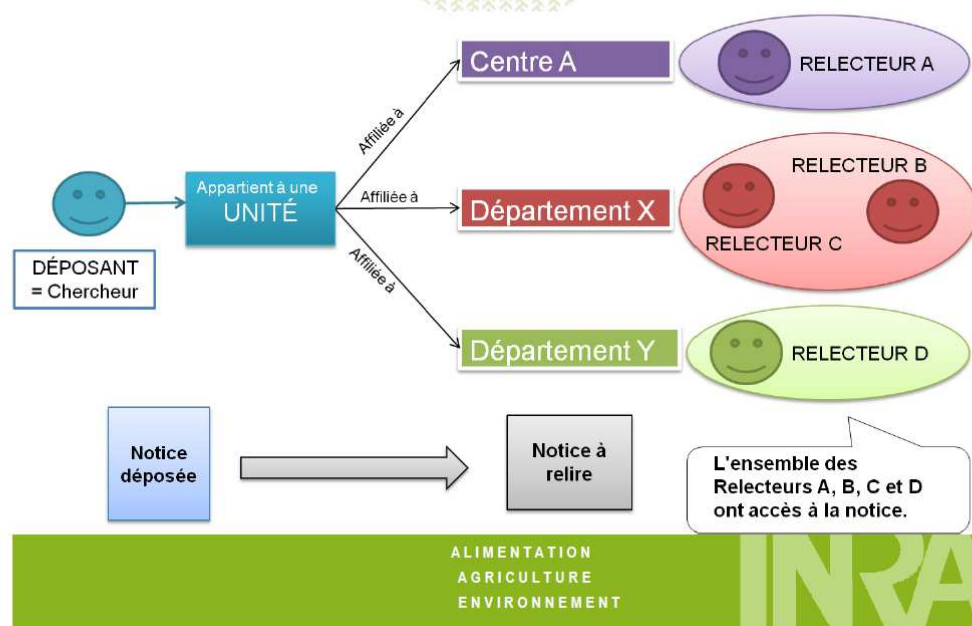 Centre A
RELECTEUR A
Affiliée à
Appartient à une
UNITÉ
Affiliée à
Département X
RELECTEUR B
RELECTEUR C
DÉPOSANT
= Chercheur
Affiliée à
Département Y
RELECTEUR D
Notice
déposée
Notice à
relire
L'ensemble des
Relecteurs A, B, C et D
ont accès à la notice.
ALIMENTATION
AGRICULTURE
ENVIRONNEMENT
INRA